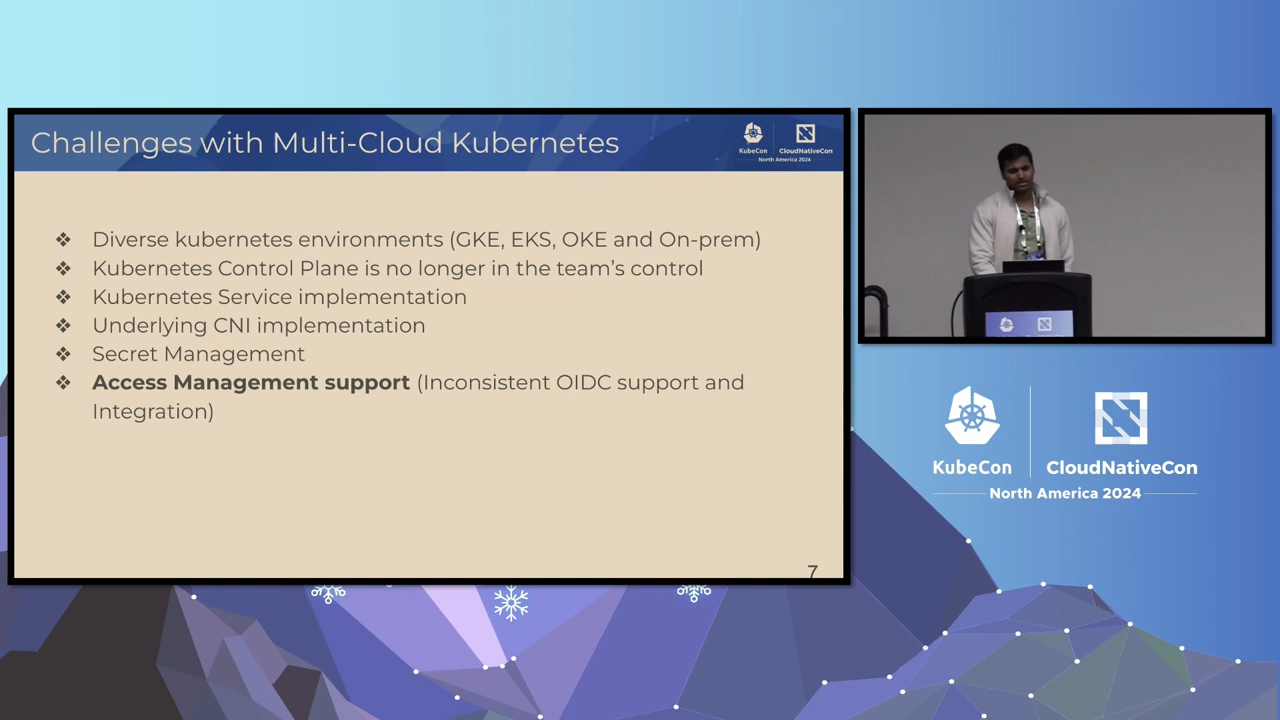 Challenges with Multi-Cloud Kubernetes
KubeCon
CloudNativeCon
North America 2024
❖ Diverse kubernetes environments (GKE, EKS, OKE and On-prem)
❖ Kubernetes Control Plane is no longer in the team’s control
❖ Kubernetes Service implementation
❖ Underlying CNI implementation
❖ Secret Management
❖ Access Management support (Inconsistent OIDC support and
Integration)
7
KubeCon
CloudNativeCon
North America 2024